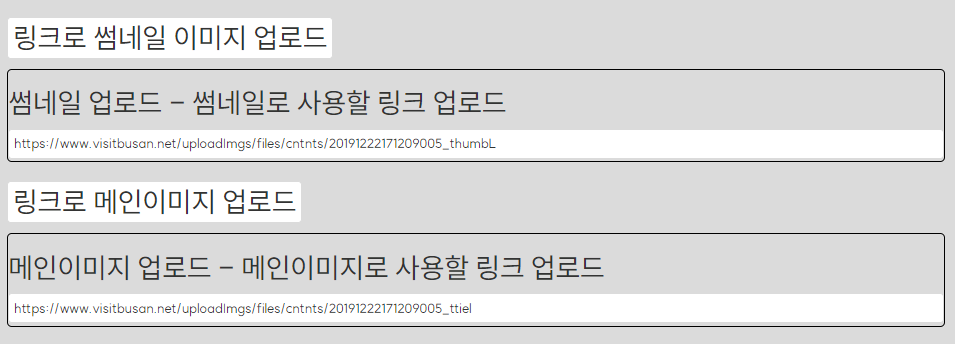 링크로 썸네일 이미지 업로드
썸네일 업로드 - 썸네일로 사용할 링크 업로드
https://www.visitbusan.net/uploadImgs/files/cntnts/20191222171209005_thumbL
링크로 메인이미지 업로드
메인이미지 업로드 - 메인이미지로 사용할 링크 업로드
https://www.visitbusan.net/uploadImgs/files/cntnts/20191222171209005_ttiel